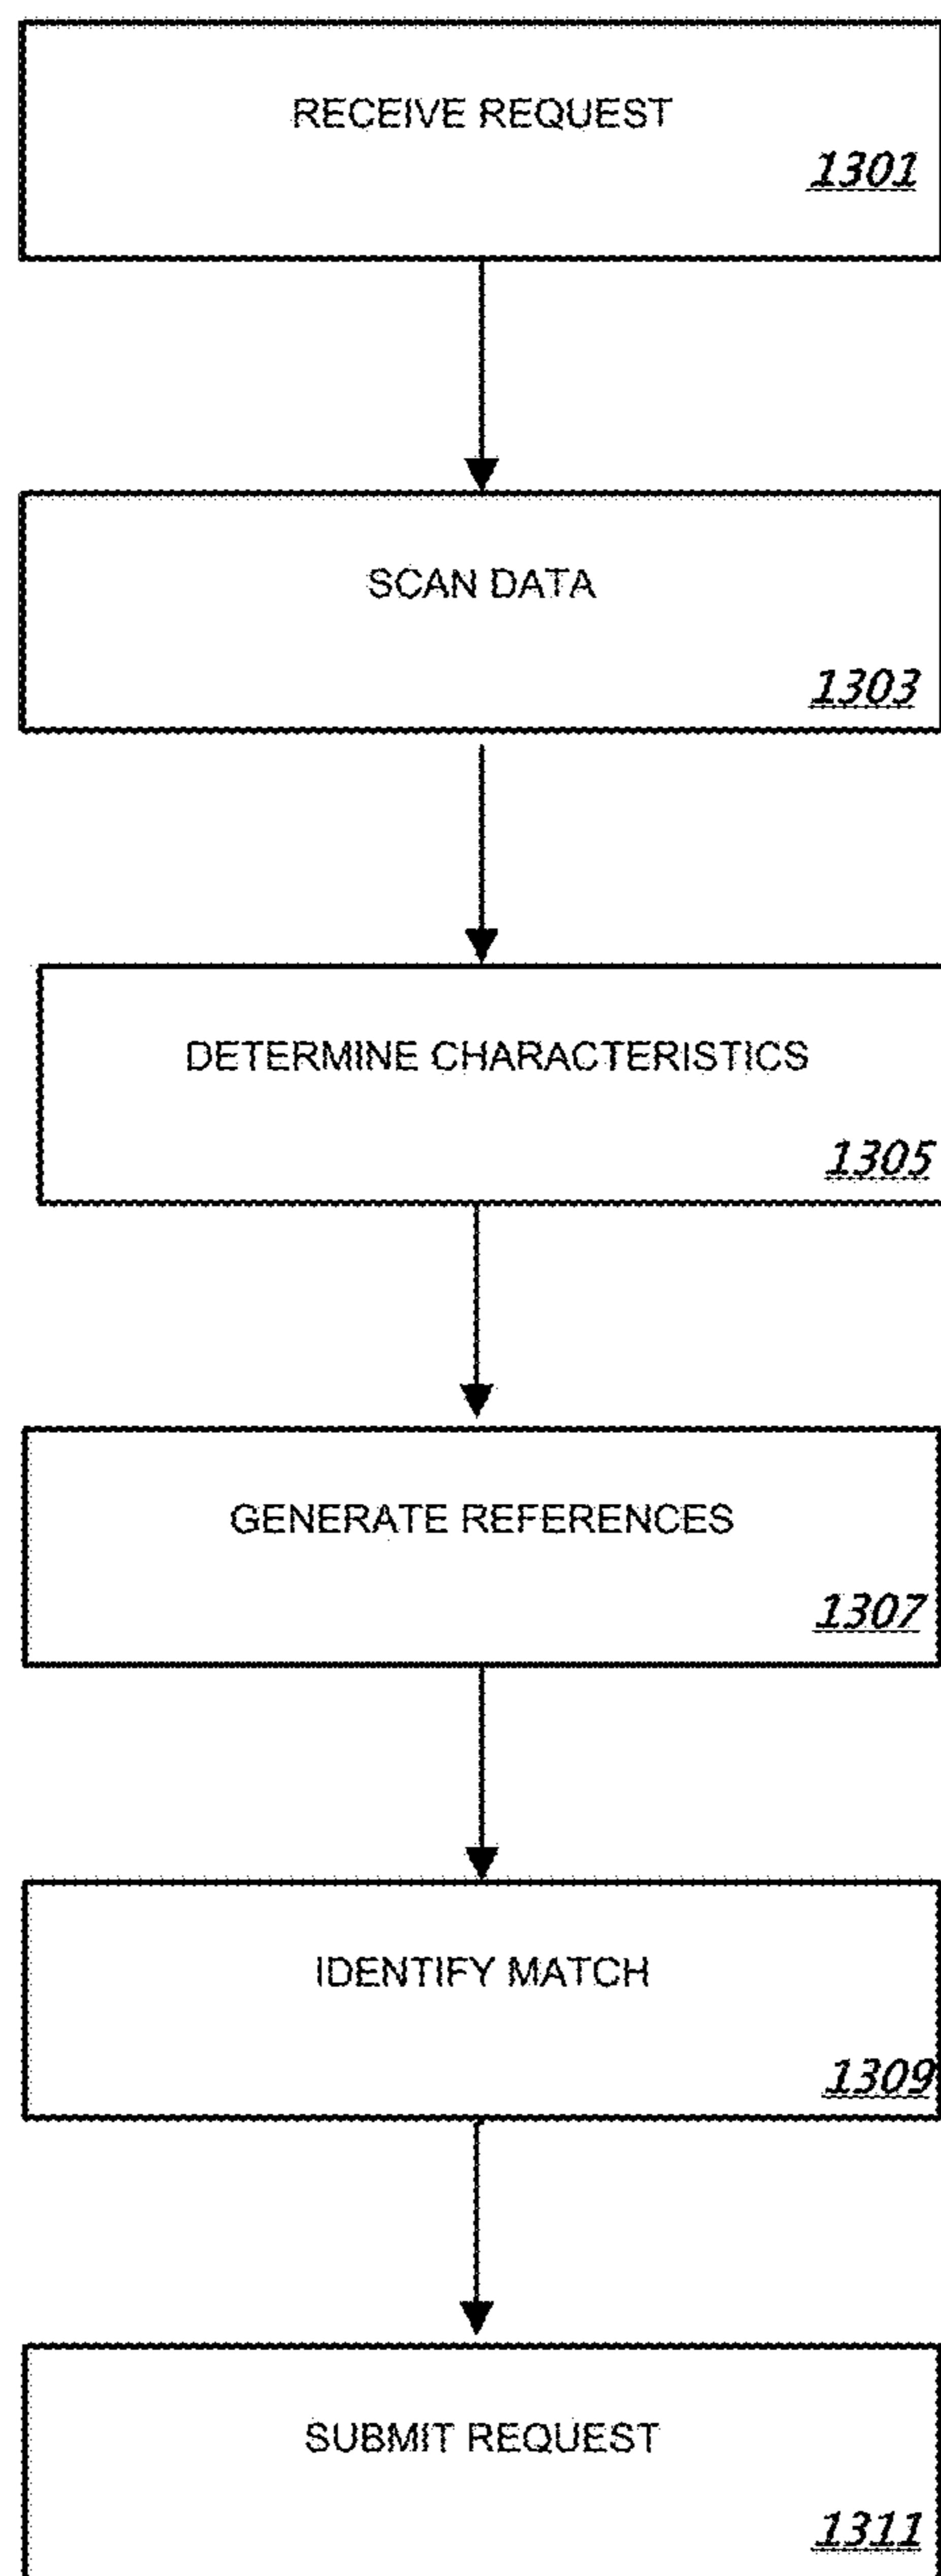 RECEIVE REQUEST
1301
SCAN DATA
1303
DETERMINE CHARACTERISTICS
1305
GENERATE REFERENCES
1307
IDENTIFY MATCH
1309
SUBMIT REQUEST
1311